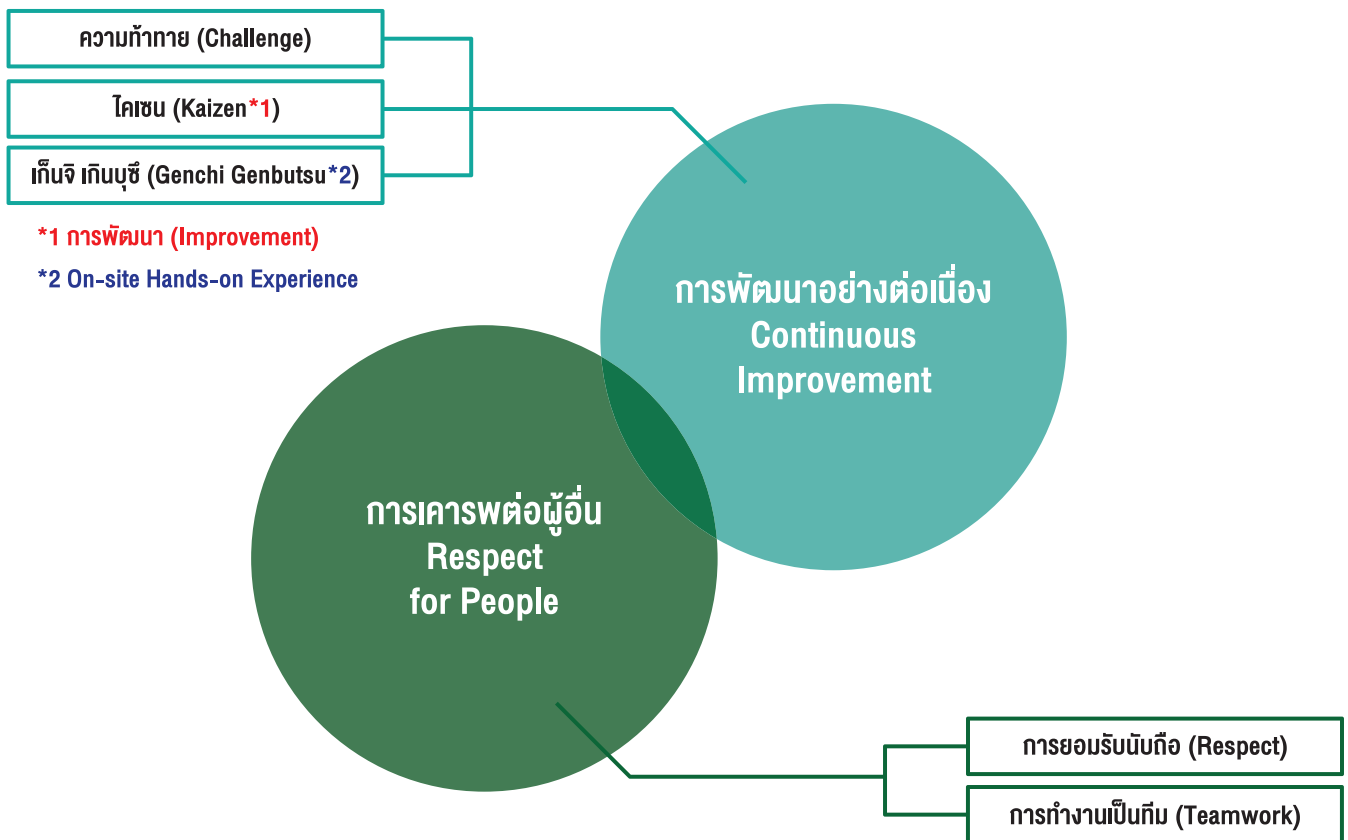 ความท้าทาย (Challenge)
ไคเซน (Kaizen*1)
เก็นจิ เกินบุซึ (Genchi Genbutsu*2)
*1 การพัฒนา (Improvement)
*2 On-site Hands-on Experience
การพัฒนาอย่างต่อเนื่อง
Continuous
Improvement
การเคารพต่อผู้อื่น
Respect
for People
การยอมรับนับถือ (Respect)
การทำงานเป็นทีม (Teamwork)